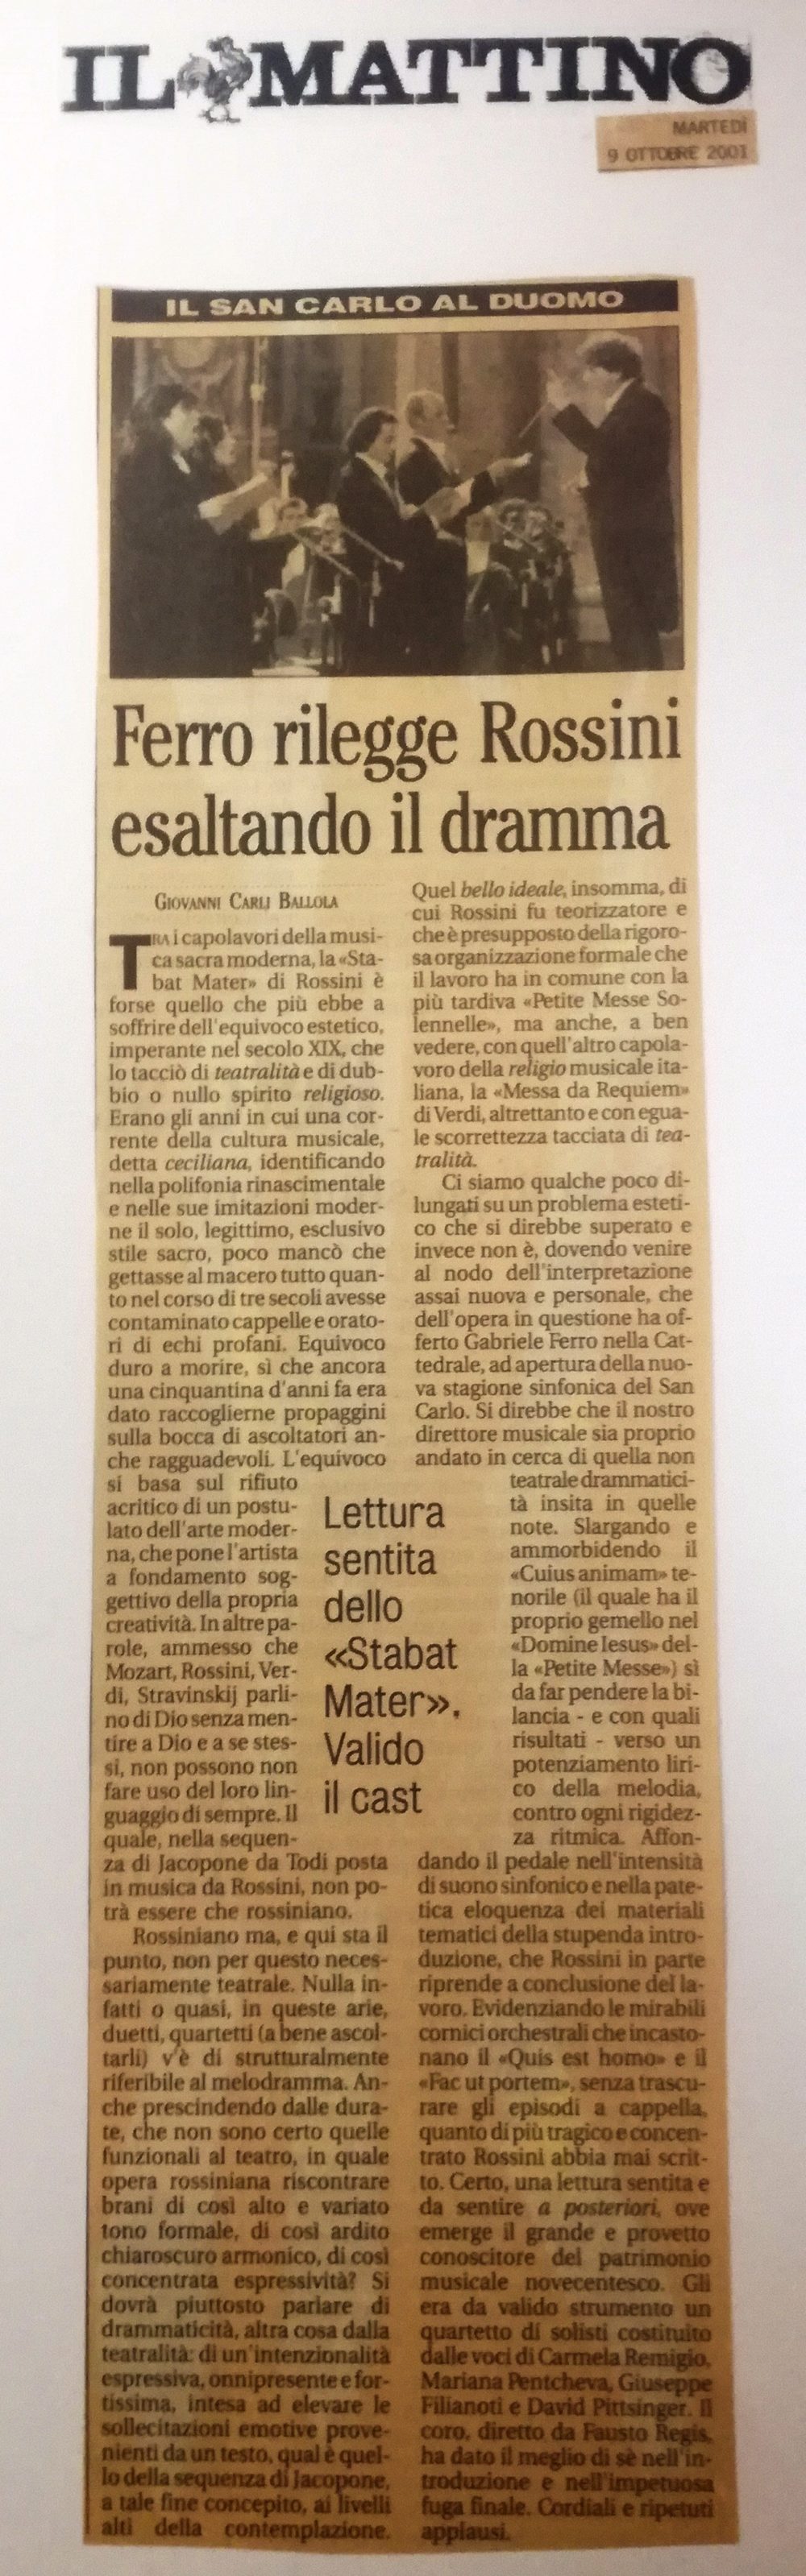 IL MATTINO
MARTEDÌ
9 OTTOBRE 2001
IL SAN CARLO AL DUOMO
Ferro rilegge Rossini
esaltando il dramma
GIOVANNI CARLI BALLOLA
TRA i capolavori della musi-
ca sacra moderna, la «Sta-
bat Mater» di Rossini è
forse quello che più ebbe a
soffrire dell'equivoco estetico,
imperante nel secolo XIX, che
lo tacciò di teatralità e di dub-
bio o nullo spirito religioso.
Erano gli anni in cui una cor-
rente della cultura musicale,
detta ceciliana, identificando
nella polifonia rinascimentale
e nelle sue imitazioni moder-
ne il solo, legittimo, esclusivo
stile sacro, poco mancò che
gettasse al macero tutto quan-
to nel corso di tre secoli avesse
contaminato cappelle e orato-
ri di echi profani. Equivoco
duro a morire, sì che ancora
una cinquantina d'anni fa era
dato raccoglierne propaggini
sulla bocca di ascoltatori an-
che ragguardevoli. L'equivoco
si basa sul rifiuto
acritico di un postu-
lato dell'arte moder-
na, che pone l'artista
a fondamento sog-
gettivo della propria
creatività. In altre pa-
role, ammesso che
Mozart, Rossini, Ver-
di, Stravinskij parli-
no di Dio senza men-
tire a Dio e a se stes-
si, non possono non
fare uso del loro lin-
guaggio di sempre. Il
quale, nella sequen-
za di Jacopone da Todi posta
in musica da Rossini, non po-
trà essere che rossiniano.
Rossiniano ma, e qui sta il
punto, non per questo neces-
sariamente teatrale. Nulla in-
fatti o quasi, in queste arie,
duetti, quartetti (a bene ascol-
tarli) v'è di strutturalmente
riferibile al melodramma. An-
che prescindendo dalle dura-
te, che non sono certo quelle
funzionali al teatro, in quale
opera rossiniana riscontrare
brani di così alto e variato
tono formale, di così ardito
chiaroscuro armonico, di così
concentrata espressività? Si
dovrà piuttosto parlare di
drammaticità, altra cosa dalla
teatralità: di un'intenzionalità
espressiva, onnipresente e for-
tissima, intesa ad elevare le
sollecitazioni emotive prove-
nienti da un testo, qual è quel-
lo della sequenza di Jacopone,
a tale fine concepito, ai livelli
alti della contemplazione.
Quel bello ideale, insomma, di
cui Rossini fu teorizzatore e
che è presupposto della rigoro-
sa organizzazione formale che
il lavoro ha in comune con la
più tardiva «Petite Messe So-
lennelle», ma anche, a ben
vedere, con quell'altro capola-
voro della religio musicale ita-
liana, la «Messa da Requiem»
di Verdi, altrettanto e con egua-
le scorrettezza tacciata di tea-
tralità.
Ci siamo qualche poco di-
lungati su un problema esteti-
co che si direbbe superato e
invece non è, dovendo venire
al nodo dell'interpretazione
assai nuova e personale, che
dell'opera in questione ha of-
ferto Gabriele Ferro nella Cat-
tedrale, ad apertura della nuo-
va stagione sinfonica del San
Carlo. Si direbbe che il nostro
direttore musicale sia proprio
andato in cerca di quella non
teatrale drammatici-
tà insita in quelle
note. Slargando e
ammorbidendo il
«Cuius animam» te-
norile (il quale ha il
proprio gemello nel
«Domine Iesus» del-
la «Petite Messe») sì
da far pendere la bi-
lancia - e con quali
risultati - verso un
potenziamento liri-
co della melodia,
contro ogni rigidez-
za ritmica. Affon-
dando il pedale nell'intensità
di suono sinfonico e nella pate-
tica eloquenza dei materiali
tematici della stupenda intro-
duzione, che Rossini in parte
riprende a conclusione del la-
voro. Evidenziando le mirabili
cornici orchestrali che incasto-
nano il «Quis est homo» e il
«Fac ut portem», senza trascu-
rare gli episodi a cappella,
quanto di più tragico e concen-
trato Rossini abbia mai scrit-
to. Certo, una lettura sentita e
da sentire a posteriori, ove
emerge il grande e provetto
conoscitore del patrimonio
musicale novecentesco. Gli
era da valido strumento un
quartetto di solisti costituito
dalle voci di Carmela Remigio,
Mariana Pentcheva, Giuseppe
Filianoti e David Pittsinger. Il
coro, diretto da Fausto Regis,
ha dato il meglio di sè nell'in-
troduzione e nell'impetuosa
fuga finale. Cordiali e ripetuti
applausi.
Lettura
sentita
dello
«Stabat
Mater».
Valido
il cast